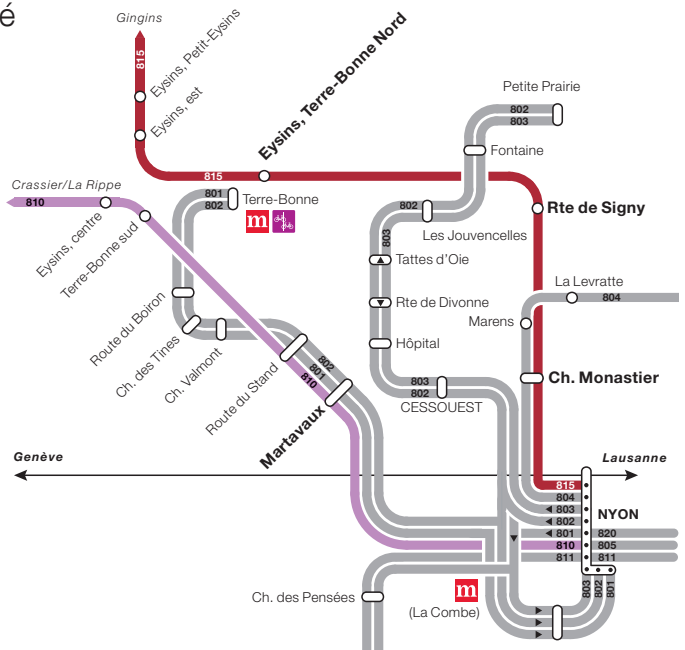 é
Gingins
815
Eysins, Petit-Eysins
Eysins, est
Eysins, Terre-Bonne Nord
815
Petite Prairie
802
803
Fontaine
Crassier/La Rippe
810
Eysins, centre
Terre-Bonne sud
801
802
Terre-Bonne
m
802
803
Les Jouvencelles
Rte de Signy
Tattes d'Oie
La Levratte
804
Rte de Divonne
Marens
Route du Boiron
Ch. des Tines
Ch. Valmont
Route du Stand
802
801
810
Hôpital
803
802
CESSOUEST
Ch. Monastier
Martavaux
Genève
Lausanne
815
804
803
802
801
810
811
NYON
820
805
811
803
802
801
Ch. des Pensées
m
(La Combe)